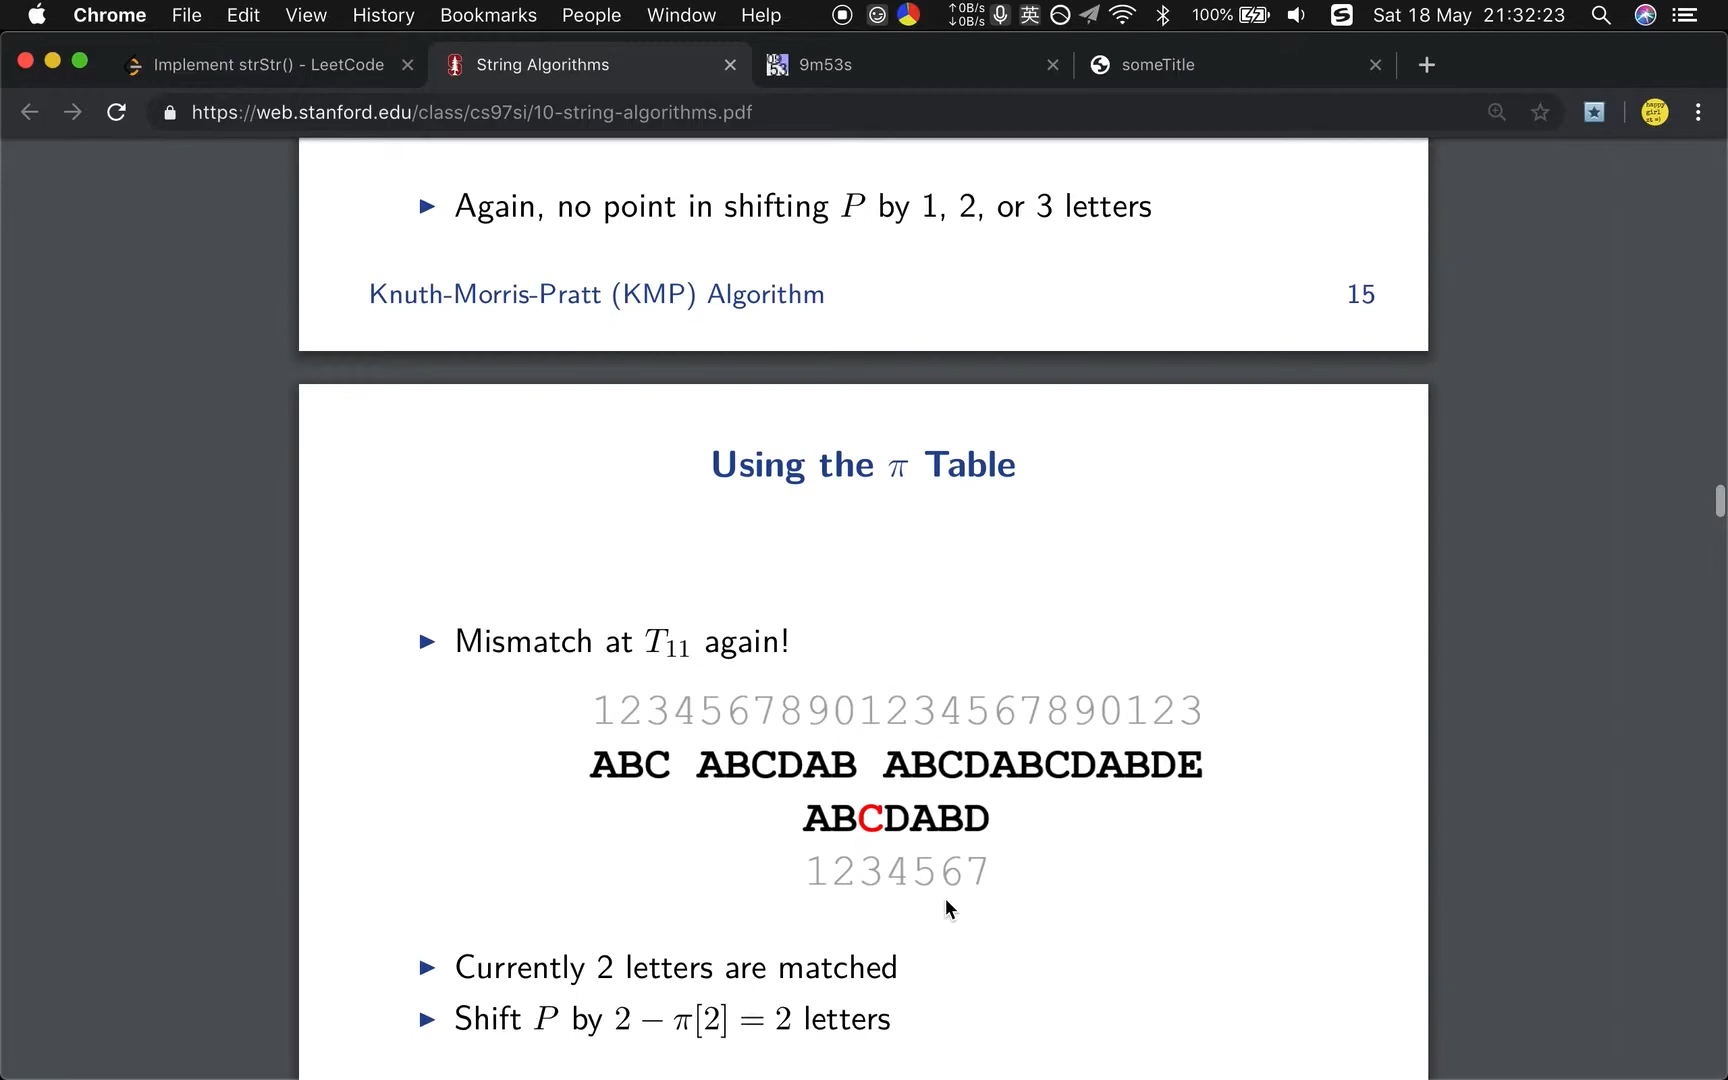 Chrome File Edit View History Bookmarks People Window Help ↑0B/s ↓0B/s 英 100% S Sat 18 May 21:32:23
Implement strStr() - LeetCode String Algorithms 9m53s someTitle
https://web.stanford.edu/class/cs97si/10-string-algorithms.pdf
Again, no point in shifting P by 1, 2, or 3 letters
Knuth-Morris-Pratt (KMP) Algorithm 15
Using the π Table
Mismatch at T₁₁ again!
12345678901234567890123
ABC ABCDAB ABCDABCDABDE
ABCDABD
1234567
Currently 2 letters are matched
Shift P by 2 − π[2] = 2 letters